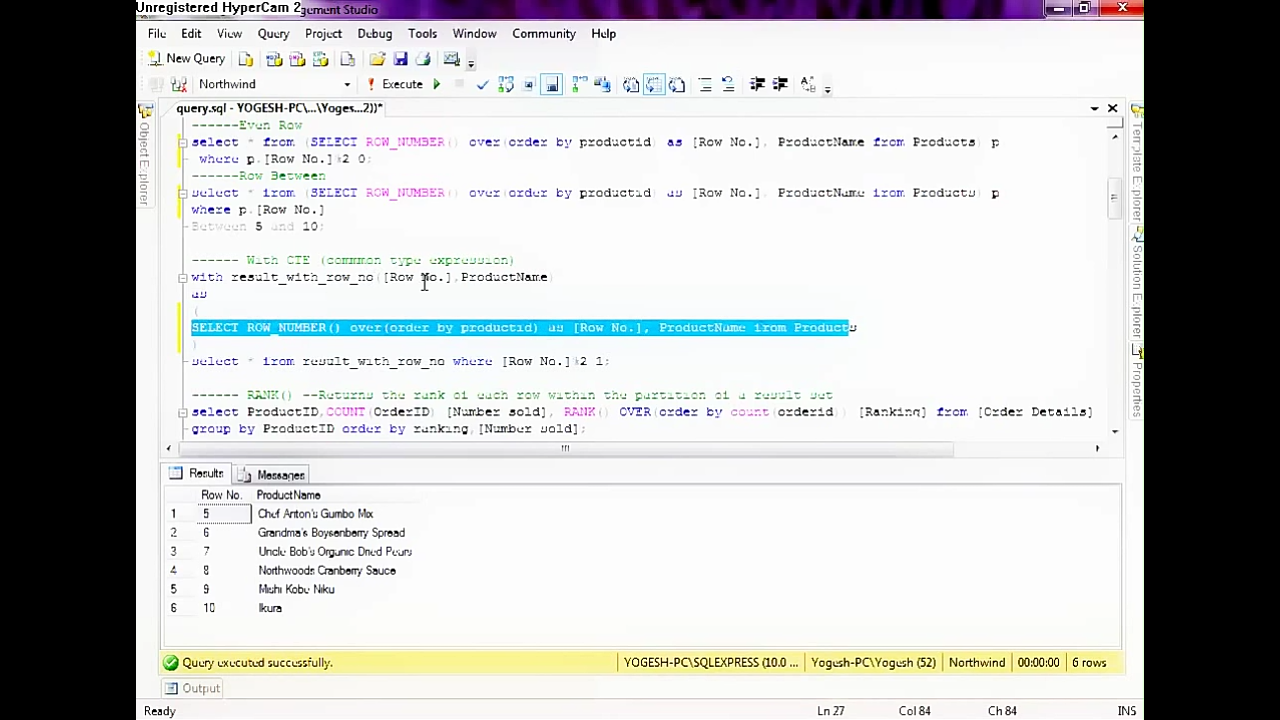 Unregistered HyperCam 2
gement Studio
File Edit View Query Project Debug Tools Window Community Help
New Query
Northwind Execute
query.sql - YOGESH-PC\...\Yoges...2))*
------Even Row
select * from (SELECT ROW_NUMBER() over(order by productid) as [Row No.], ProductName from Products) p
where p.[Row No.]%2 0;
------Row Between
select * from (SELECT ROW_NUMBER() over(order by productid) as [Row No.], ProductName from Products) p
where p.[Row No.]
Between 5 and 10;
------ With CTE (commmon type expression)
with result_with_row_no([Row No.],ProductName)
as
(
SELECT ROW_NUMBER() over(order by productid) as [Row No.], ProductName from Products
)
select * from result_with_row_no where [Row No.]%2 1;
------ RANK() --Returns the rank of each row within the partition of a result set
select ProductID,COUNT(OrderID) [Number sold], RANK() OVER(order by count(orderid)) [Ranking] from [Order Details]
group by ProductID order by ranking,[Number sold];
Results Messages
Row No. ProductName
1 5 Chef Anton's Gumbo Mix
2 6 Grandma's Boysenberry Spread
3 7 Uncle Bob's Organic Dried Pears
4 8 Northwoods Cranberry Sauce
5 9 Mishi Kobe Niku
6 10 Ikura
Query executed successfully. YOGESH-PC\SQLEXPRESS (10.0 ... Yogesh-PC\Yogesh (52) Northwind 00:00:00 6 rows
Output
Ready Ln 27 Col 84 Ch 84 INS
Object Explorer
Template Explorer
Solution Explorer
Properties